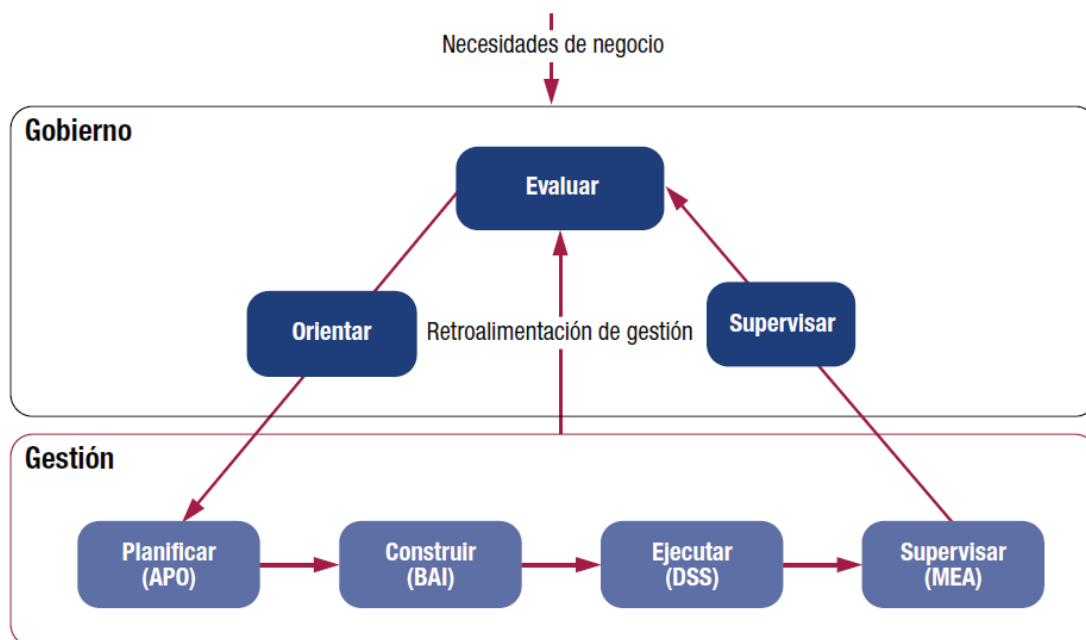 Necesidades de negocio
Gobierno
Evaluar
Orientar
Retroalimentación de gestión
Supervisar
Gestión
Planificar
(APO)
Construir
(BAI)
Ejecutar
(DSS)
Supervisar
(MEA)